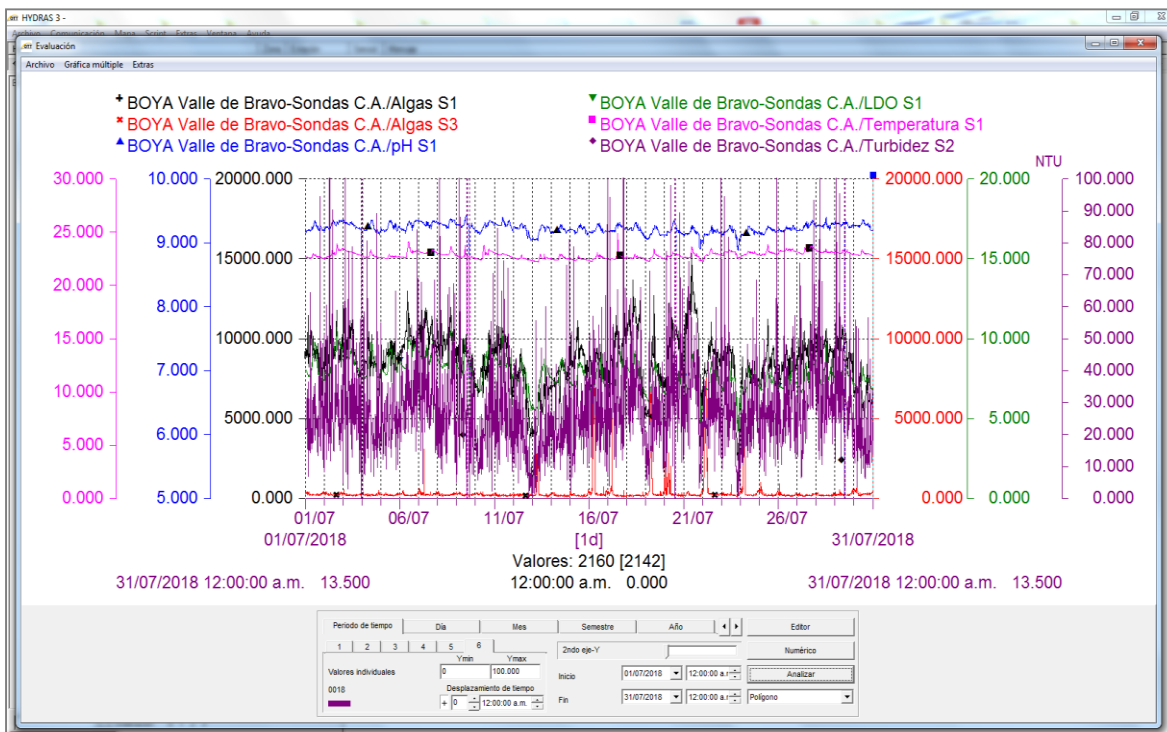 HYDRAS 3 -
Archivo Comunicación Mapa Script Extras Ventana Ayuda
Evaluación
Archivo Gráfica múltiple Extras
BOYA Valle de Bravo-Sondas C.A./Algas S1
BOYA Valle de Bravo-Sondas C.A./LDO S1
BOYA Valle de Bravo-Sondas C.A./Algas S3
BOYA Valle de Bravo-Sondas C.A./Temperatura S1
BOYA Valle de Bravo-Sondas C.A./pH S1
BOYA Valle de Bravo-Sondas C.A./Turbidez S2
NTU
30.000 10.000 20000.000 20000.000 20.000 100.000
90.000
25.000 9.000 80.000
15000.000 15000.000 15.000
70.000
20.000 8.000 60.000
15.000 10000.000 10000.000 10.000 50.000
7.000 40.000
10.000
5000.000 5000.000 5.000 30.000
5.000 6.000 20.000
10.000
0.000 5.000 0.000 0.000 0.000 0.000
01/07 06/07 11/07 16/07 21/07 26/07
01/07/2018 [1d] 31/07/2018
Valores: 2160 [2142]
31/07/2018 12:00:00 a.m. 13.500 12:00:00 a.m. 0.000 31/07/2018 12:00:00 a.m. 13.500
Periodo de tiempo Día Mes Semestre Año Editor
1 2 3 4 5 6 2ndo eje-Y Numérico
Ymin Ymax
Valores individuales 0 100.000 Inicio 01/07/2018 12:00:00 a.r Analizar
0018 Desplazamiento de tiempo
+ 0 12:00:00 a.m. Fin 31/07/2018 12:00:00 a.r Polígono